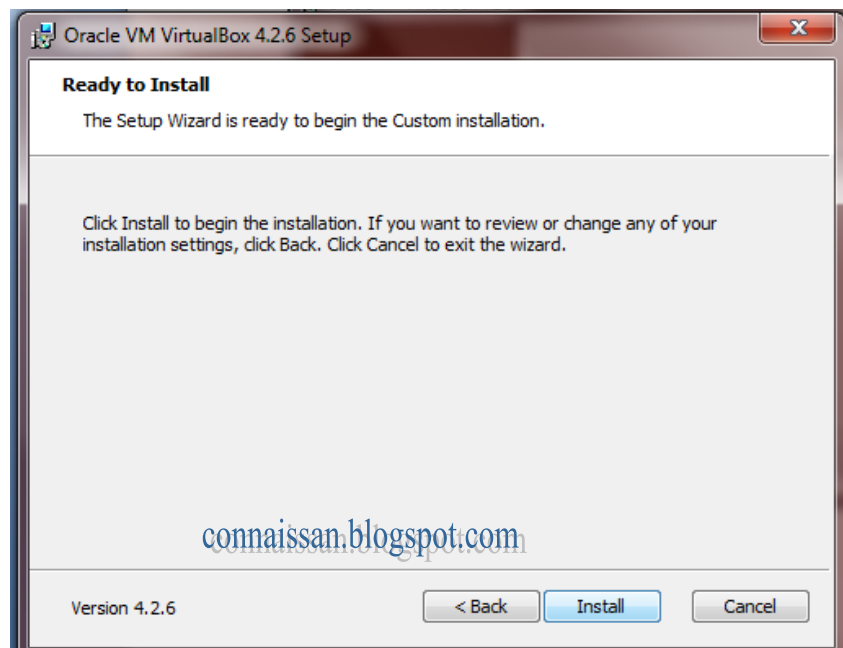 Oracle VM VirtualBox 4.2.6 Setup
Ready to Install
The Setup Wizard is ready to begin the Custom installation.
Click Install to begin the installation. If you want to review or change any of your
installation settings, click Back. Click Cancel to exit the wizard.
connaissan.blogspot.com
Version 4.2.6
< Back
Install
Cancel